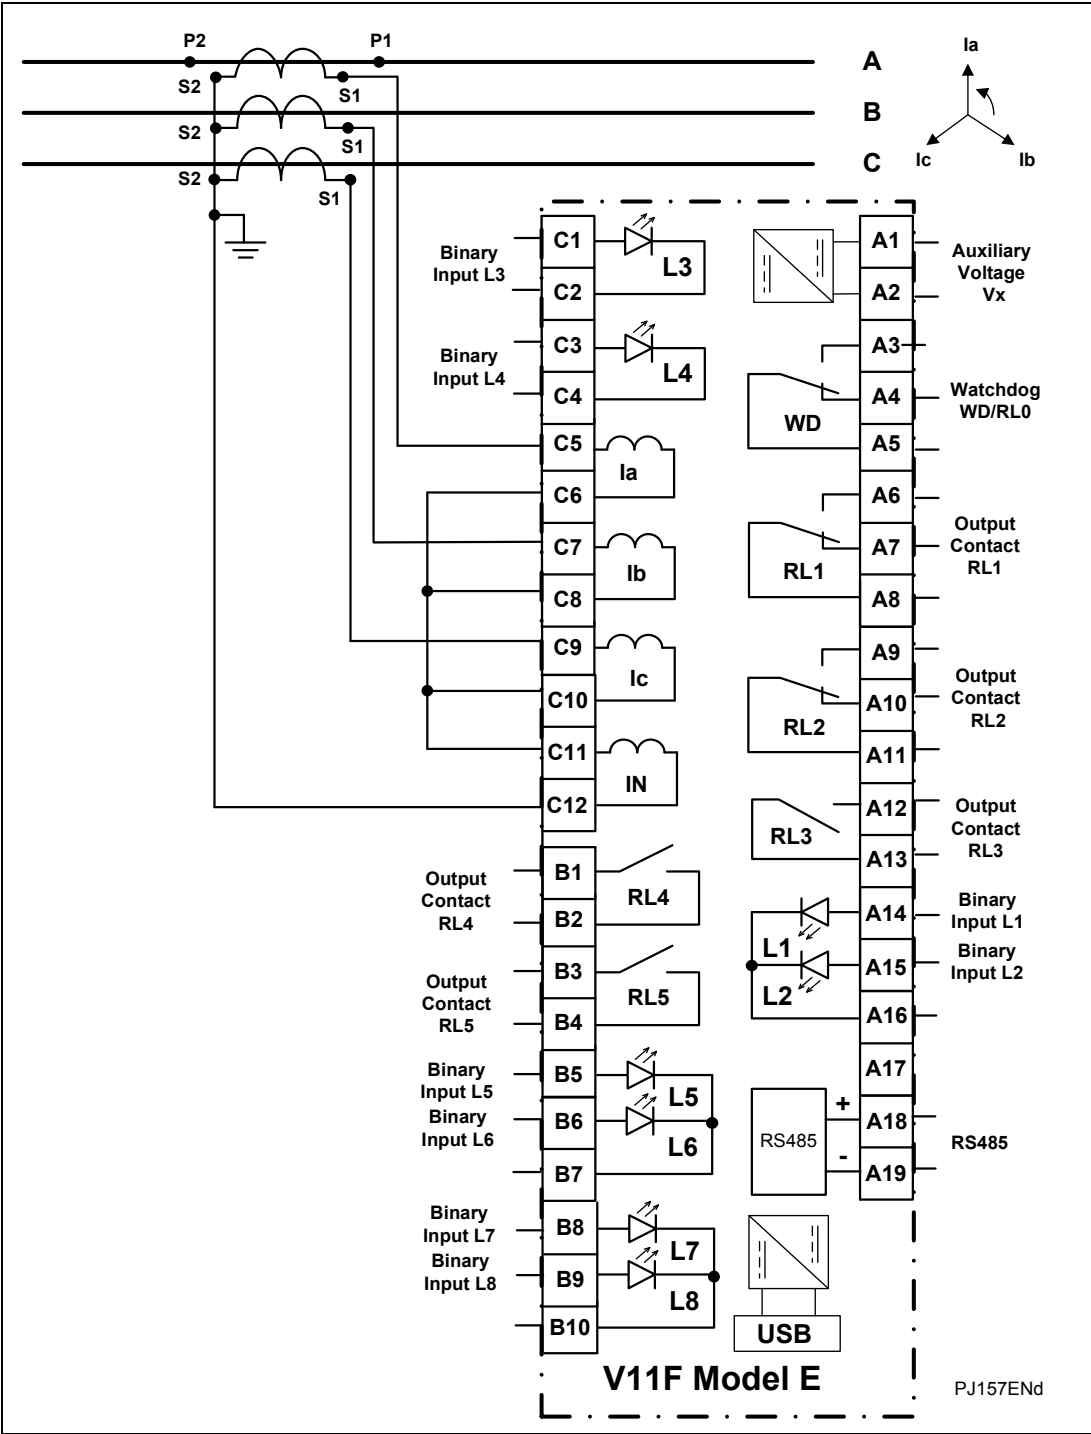 P2
P1
A
Ia
S2
S1
B
S2
S1
Ic
Ib
C
S2
S1
C1
L3
Binary
Input L3
C2
C3
L4
Binary
Input L4
C4
C5
Ia
C6
C7
Ib
C8
C9
Ic
C10
C11
IN
C12
Output
Contact
RL4
B1
RL4
B2
Output
Contact
RL5
B3
RL5
B4
Binary
Input L5
B5
L5
Binary
Input L6
B6
L6
B7
Binary
Input L7
B8
L7
Binary
Input L8
B9
L8
B10
A1
Auxiliary
Voltage
Vx
A2
A3
WD
A4
Watchdog
WD/RL0
A5
A6
RL1
A7
Output
Contact
RL1
A8
A9
RL2
A10
Output
Contact
RL2
A11
A12
RL3
Output
Contact
RL3
A13
A14
L1
Binary
Input L1
A15
L2
Binary
Input L2
A16
A17
RS485
+
A18
-
A19
RS485
USB
V11F Model E
PJ157ENd